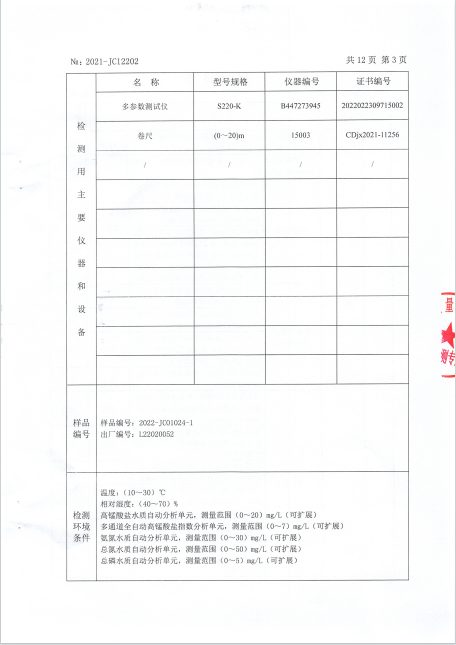 №: 2021-JC12202
共 12 页 第 3 页
检测用主要仪器和设备
名 称 型号规格 仪器编号 证书编号
多参数测试仪 S220-K B447273945 2022022309715002
卷尺 (0～20)m 15003 CDjx2021-11256
/ / / /
样品编号
样品编号: 2022-JC01024-1
出厂编号: L22020052
检测环境条件
温度: (10～30) ℃
相对湿度: (40～70) %
高锰酸盐水质自动分析单元, 测量范围 (0～20) mg/L (可扩展)
多通道全自动高锰酸盐指数分析单元, 测量范围 (0～7) mg/L (可扩展)
氨氮水质自动分析单元, 测量范围 (0～30) mg/L (可扩展)
总氮水质自动分析单元, 测量范围 (0～50) mg/L (可扩展)
总磷水质自动分析单元, 测量范围 (0～5) mg/L (可扩展)
量
测专